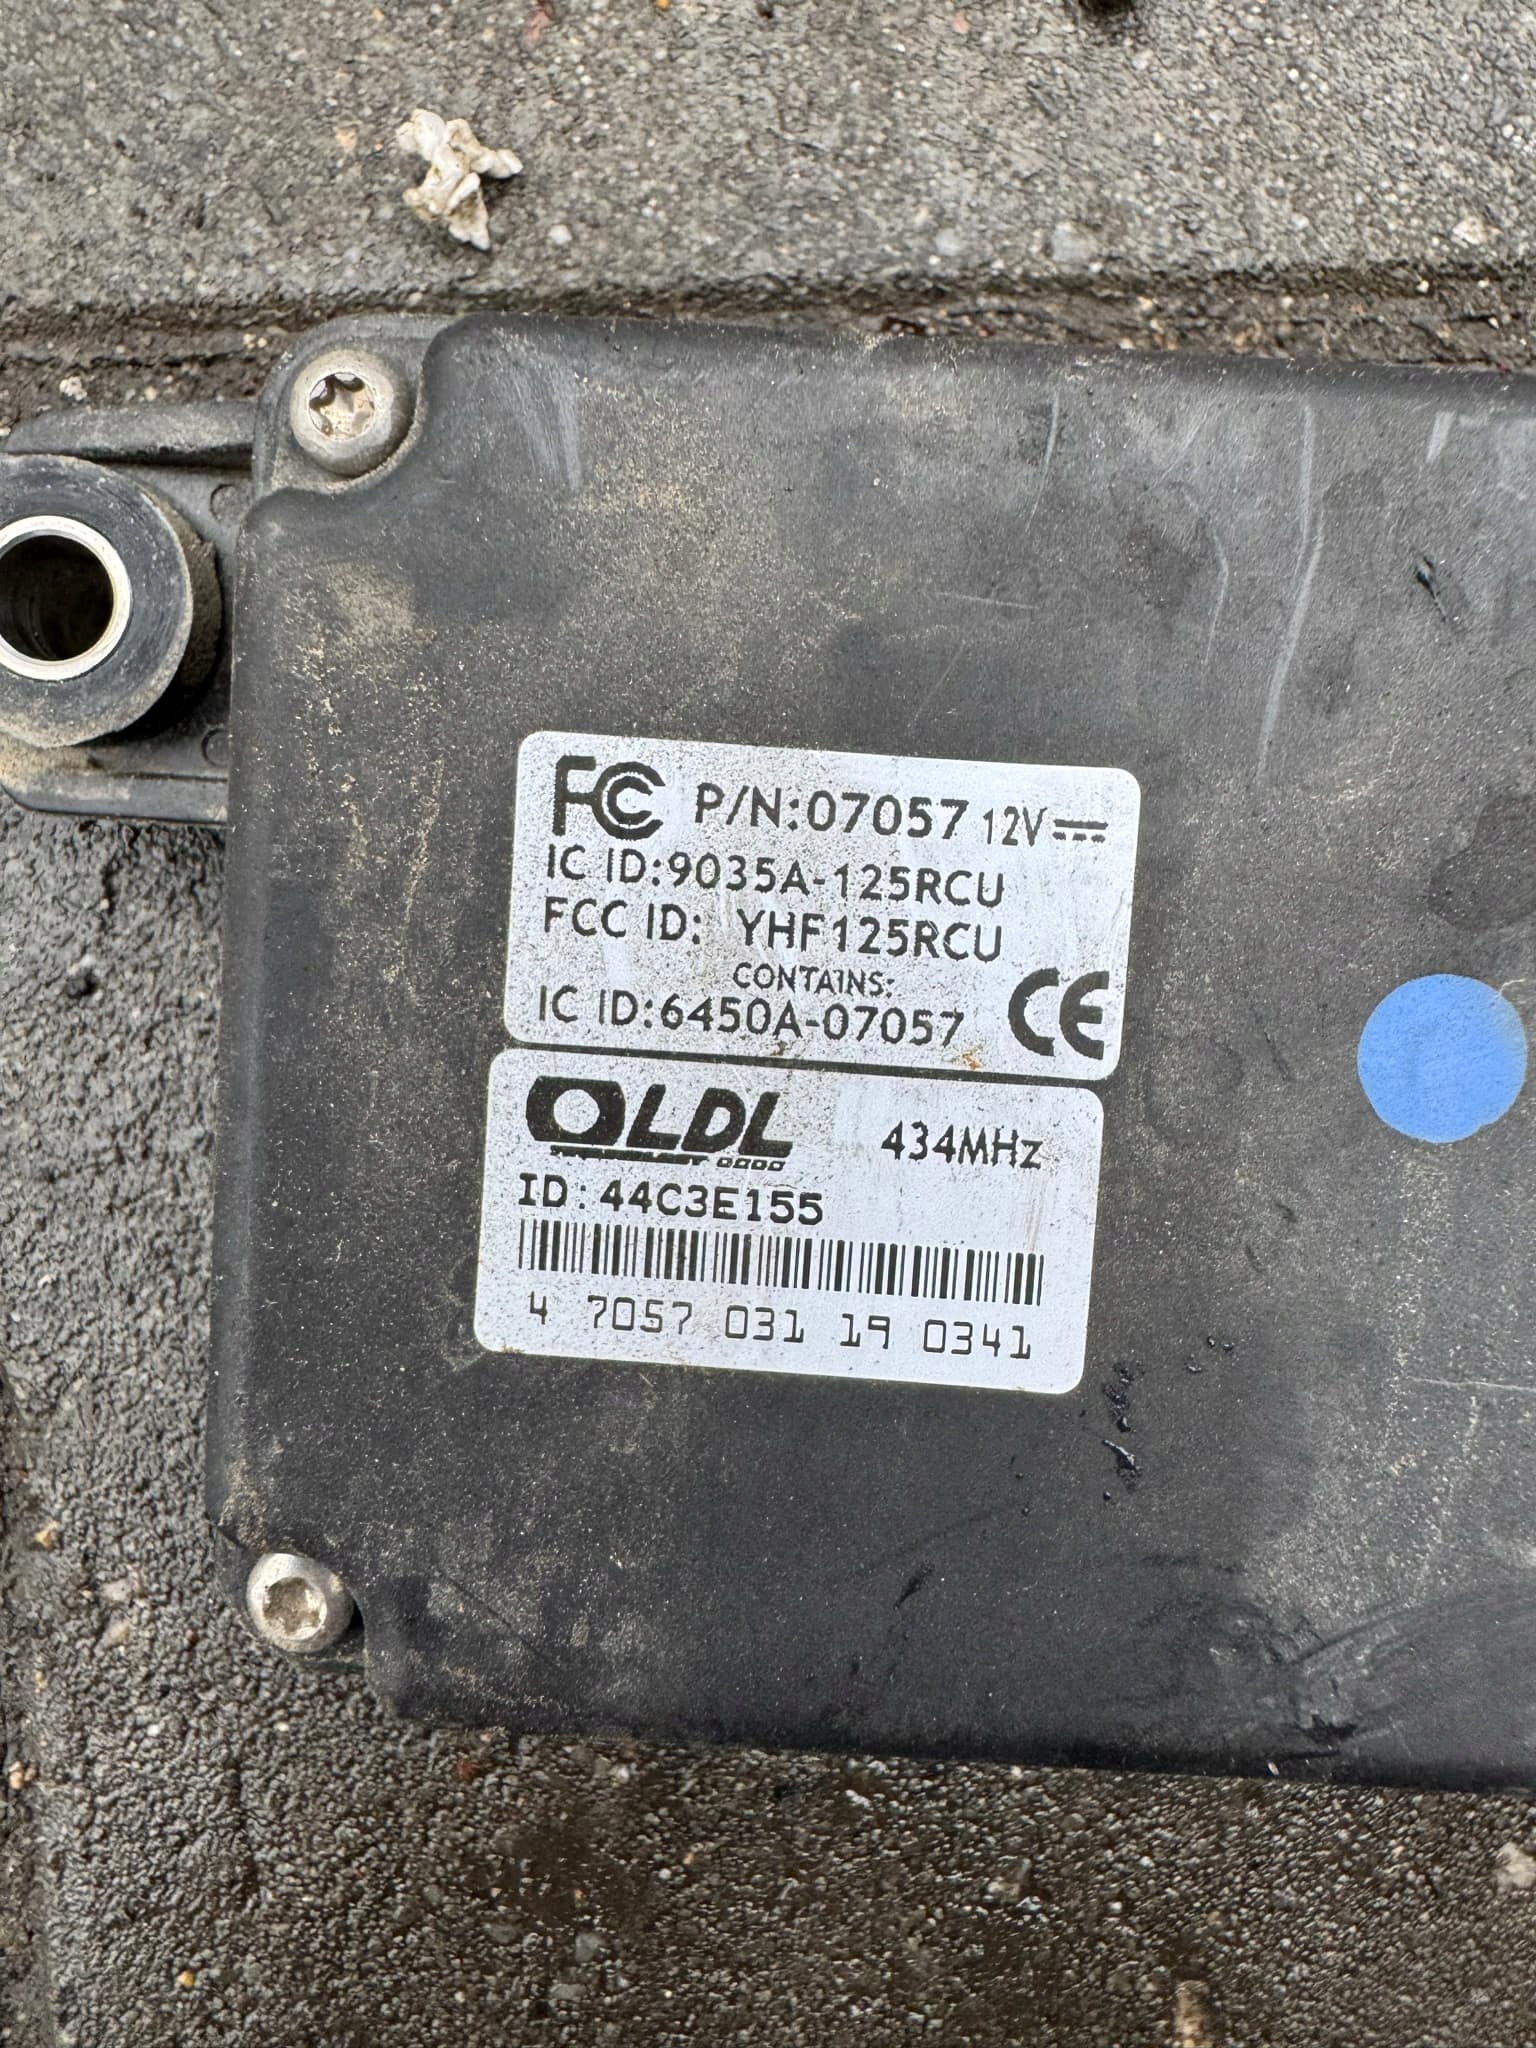 FC P/N:07057 12V
IC ID:9035A-125RCU
FCC ID: YHF125RCU
CONTAINS:
IC ID:6450A-07057 CE
LDL 434MHz
ID:44C3E155
4 7057 031 19 0341